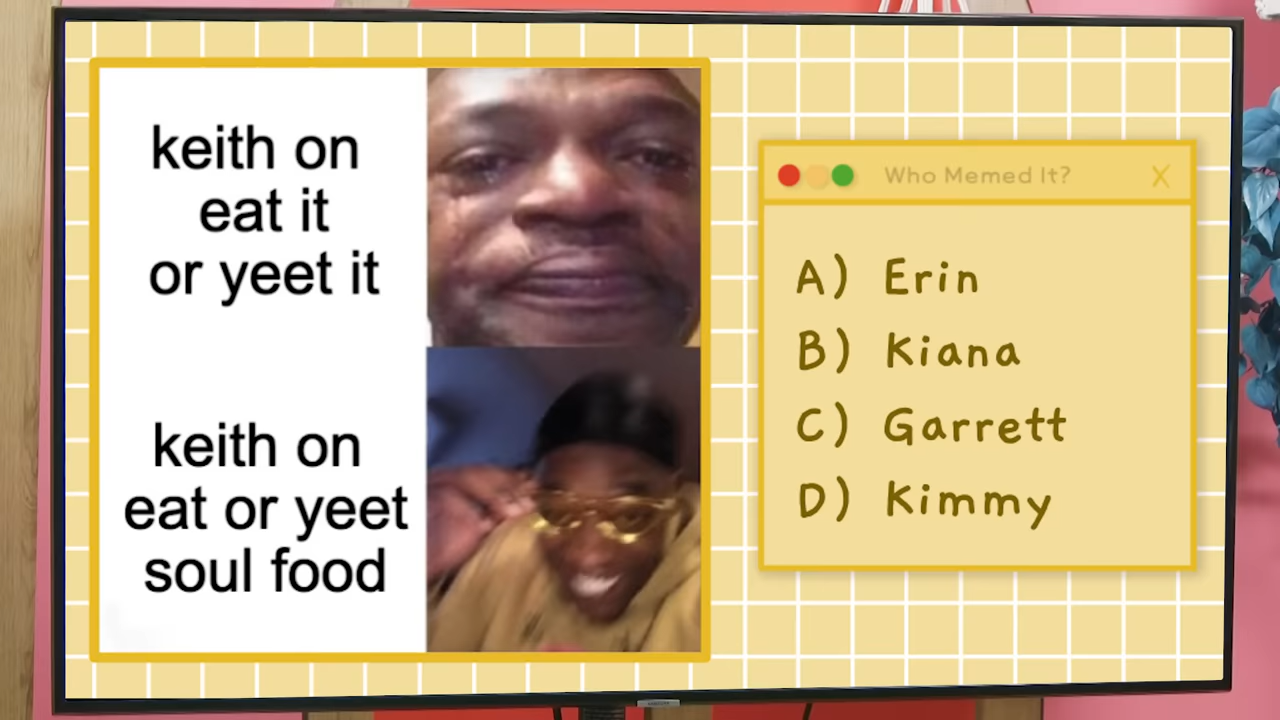 keith on
eat it
or yeet it
keith on
eat or yeet
soul food
Who Memed It?
X
A) Erin
B) Kiana
C) Garrett
D) Kimmy